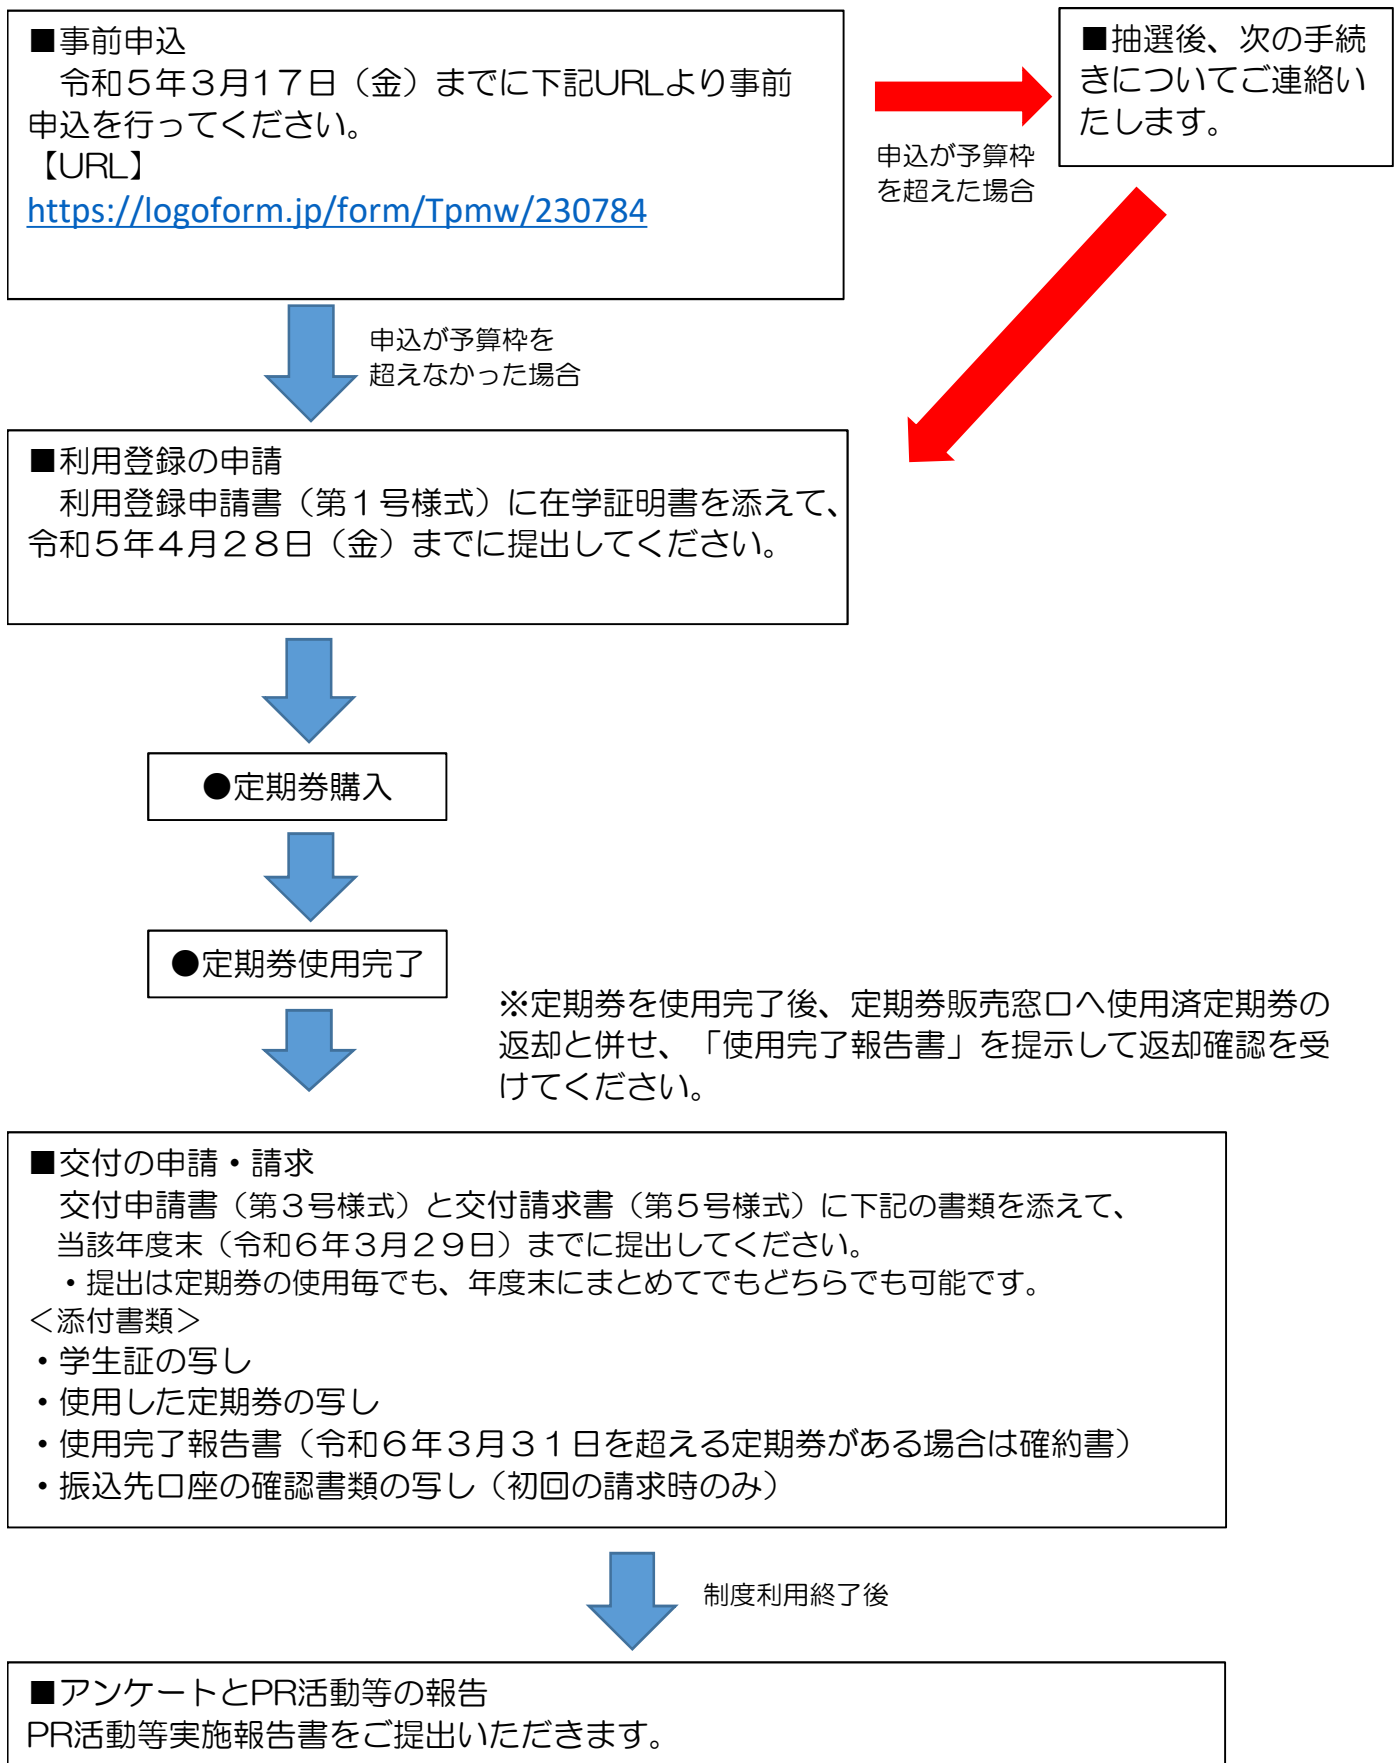 ■事前申込
　令和５年３月１７日（金）までに下記URLより事前
申込を行ってください。
【URL】
https://logoform.jp/form/Tpmw/230784
申込が予算枠
を超えた場合
■抽選後、次の手続
きについてご連絡い
たします。
申込が予算枠を
超えなかった場合
■利用登録の申請
　利用登録申請書（第１号様式）に在学証明書を添えて、
令和５年４月２８日（金）までに提出してください。
●定期券購入
●定期券使用完了
※定期券を使用完了後、定期券販売窓口へ使用済定期券の
返却と併せ、「使用完了報告書」を提示して返却確認を受
けてください。
■交付の申請・請求
　交付申請書（第３号様式）と交付請求書（第５号様式）に下記の書類を添えて、
　当該年度末（令和６年３月２９日）までに提出してください。
　・提出は定期券の使用毎でも、年度末にまとめてでもどちらでも可能です。
＜添付書類＞
・学生証の写し
・使用した定期券の写し
・使用完了報告書（令和６年３月３１日を超える定期券がある場合は確約書）
・振込先口座の確認書類の写し（初回の請求時のみ）
制度利用終了後
■アンケートとPR活動等の報告
PR活動等実施報告書をご提出いただきます。